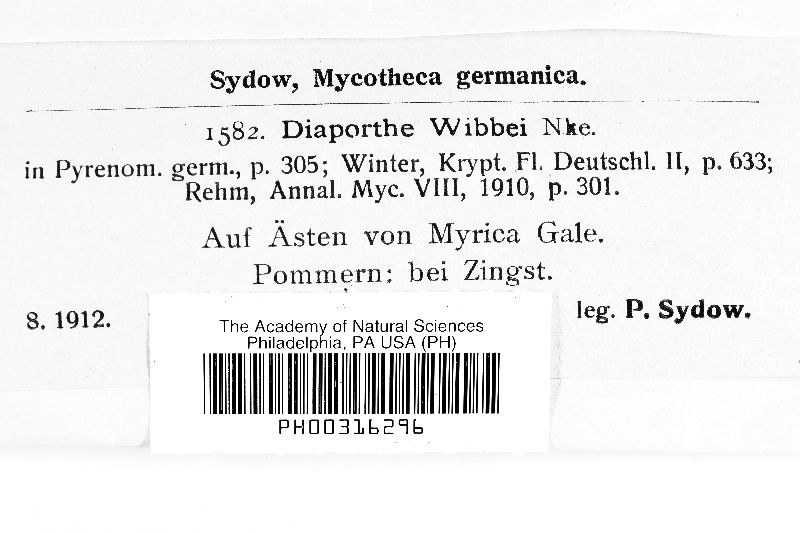 Sydow, Mycotheca germanica.
1582. Diaporthe Wibbei Nke.
in Pyrenom. germ., p. 305; Winter, Krypt. Fl. Deutschl. II, p. 633;
Rehm, Annal. Myc. VIII, 1910, p. 301.
Auf Ästen von Myrica Gale.
Pommern: bei Zingst.
8. 1912.
leg. P. Sydow.
The Academy of Natural Sciences
Philadelphia, PA USA (PH)
PH00316296